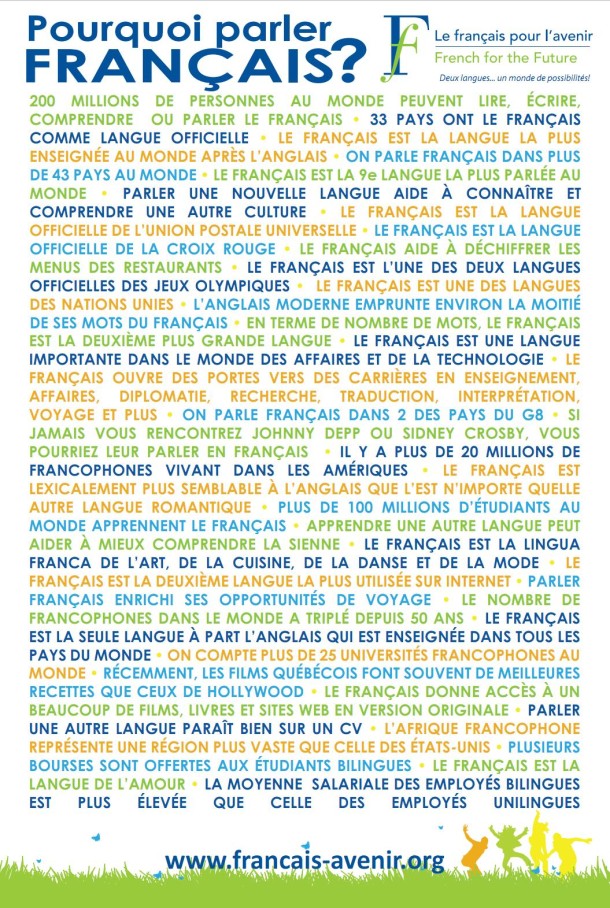 Pourquoi parler
FRANÇAIS?
Le français pour l'avenir
French for the Future
Deux langues... un monde de possibilités!
200 MILLIONS DE PERSONNES AU MONDE PEUVENT LIRE, ÉCRIRE,
COMPRENDRE OU PARLER LE FRANÇAIS • 33 PAYS ONT LE FRANÇAIS
COMME LANGUE OFFICIELLE • LE FRANÇAIS EST LA LANGUE LA PLUS
ENSEIGNÉE AU MONDE APRÈS L'ANGLAIS • ON PARLE FRANÇAIS DANS PLUS
DE 43 PAYS AU MONDE • LE FRANÇAIS EST LA 9e LANGUE LA PLUS PARLÉE AU
MONDE • PARLER UNE NOUVELLE LANGUE AIDE À CONNAÎTRE ET
COMPRENDRE UNE AUTRE CULTURE • LE FRANÇAIS EST LA LANGUE
OFFICIELLE DE L'UNION POSTALE UNIVERSELLE • LE FRANÇAIS EST LA LANGUE
OFFICIELLE DE LA CROIX ROUGE • LE FRANÇAIS AIDE À DÉCHIFFRER LES
MENUS DES RESTAURANTS • LE FRANÇAIS EST L'UNE DES DEUX LANGUES
OFFICIELLES DES JEUX OLYMPIQUES • LE FRANÇAIS EST UNE DES LANGUES
DES NATIONS UNIES • L'ANGLAIS MODERNE EMPRUNTE ENVIRON LA MOITIÉ
DE SES MOTS DU FRANÇAIS • EN TERME DE NOMBRE DE MOTS, LE FRANÇAIS
EST LA DEUXIÈME PLUS GRANDE LANGUE • LE FRANÇAIS EST UNE LANGUE
IMPORTANTE DANS LE MONDE DES AFFAIRES ET DE LA TECHNOLOGIE • LE
FRANÇAIS OUVRE DES PORTES VERS DES CARRIÈRES EN ENSEIGNEMENT,
AFFAIRES, DIPLOMATIE, RECHERCHE, TRADUCTION, INTERPRÉTATION,
VOYAGE ET PLUS • ON PARLE FRANÇAIS DANS 2 DES PAYS DU G8 • SI
JAMAIS VOUS RENCONTREZ JOHNNY DEPP OU SIDNEY CROSBY, VOUS
POURRIEZ LEUR PARLER EN FRANÇAIS • IL Y A PLUS DE 20 MILLIONS DE
FRANCOPHONES VIVANT DANS LES AMÉRIQUES • LE FRANÇAIS EST
LEXICALEMENT PLUS SEMBLABLE À L'ANGLAIS QUE L'EST N'IMPORTE QUELLE
AUTRE LANGUE ROMANTIQUE • PLUS DE 100 MILLIONS D'ÉTUDIANTS AU
MONDE APPRENNENT LE FRANÇAIS • APPRENDRE UNE AUTRE LANGUE PEUT
AIDER À MIEUX COMPRENDRE LA SIENNE • LE FRANÇAIS EST LA LINGUA
FRANCA DE L'ART, DE LA CUISINE, DE LA DANSE ET DE LA MODE • LE
FRANÇAIS EST LA DEUXIÈME LANGUE LA PLUS UTILISÉE SUR INTERNET • PARLER
FRANÇAIS ENRICHI SES OPPORTUNITÉS DE VOYAGE • LE NOMBRE DE
FRANCOPHONES DANS LE MONDE A TRIPLÉ DEPUIS 50 ANS • LE FRANÇAIS
EST LA SEULE LANGUE À PART L'ANGLAIS QUI EST ENSEIGNÉE DANS TOUS LES
PAYS DU MONDE • ON COMPTE PLUS DE 25 UNIVERSITÉS FRANCOPHONES AU
MONDE • RÉCEMMENT, LES FILMS QUÉBÉCOIS FONT SOUVENT DE MEILLEURES
RECETTES QUE CEUX DE HOLLYWOOD • LE FRANÇAIS DONNE ACCÈS À UN
BEAUCOUP DE FILMS, LIVRES ET SITES WEB EN VERSION ORIGINALE • PARLER
UNE AUTRE LANGUE PARAÎT BIEN SUR UN CV • L'AFRIQUE FRANCOPHONE
REPRÉSENTE UNE RÉGION PLUS VASTE QUE CELLE DES ÉTATS-UNIS • PLUSIEURS
BOURSES SONT OFFERTES AUX ÉTUDIANTS BILINGUES • LE FRANÇAIS EST LA
LANGUE DE L'AMOUR • LA MOYENNE SALARIALE DES EMPLOYÉS BILINGUES
EST PLUS ÉLEVÉE QUE CELLE DES EMPLOYÉS UNILINGUES
www.francais-avenir.org